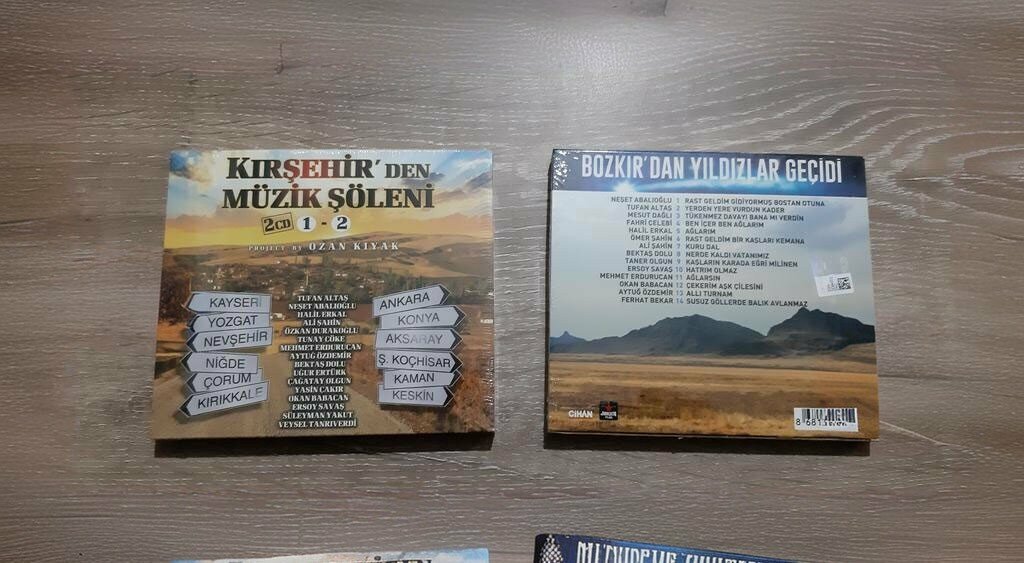 KIRŞEHİR'DEN
MÜZİK ŞÖLENİ
2CD 1 - 2
PROJECT BY OZAN KIYAK
KAYSERİ
YOZGAT
NEVŞEHİR
NİĞDE
ÇORUM
KIRIKKALE
TUFAN ALTAŞ
NEŞET ABALIOĞLU
HALİL ERKAL
ALİ ŞAHİN
ÖZKAN DURAKOĞLU
TUNAY ÇÖKE
MEHMET ERDURUCAN
AYTUĞ ÖZDEMİR
BEKTAŞ DOLU
UĞUR ERTÜRK
ÇAĞATAY OLGUN
YASİN ÇAKIR
OKAN BABACAN
ERSOY SAVAŞ
SÜLEYMAN YAKUT
VEYSEL TANRIVERDİ
ANKARA
KONYA
AKSARAY
Ş. KOÇHİSAR
KAMAN
KESKİN
BOZKIR'DAN YILDIZLAR GEÇİDİ
NEŞET ABALIOĞLU 1 RAST GELDİM GİDİYORMUŞ BOSTAN OTUNA
TUFAN ALTAŞ 2 YERDEN YERE VURDUN KADER
MESUT DAĞLI 3 TÜKENMEZ DAVAYI BANA MI VERDİN
FAHRİ ÇELEBİ 4 BEN İÇER BEN AĞLARIM
HALİL ERKAL 5 AĞLARIM
ÖMER ŞAHİN 6 RAST GELDİM BİR KAŞLARI KEMANA
ALİ ŞAHİN 7 KURU DAL
BEKTAŞ DOLU 8 NERDE KALDI VATANIMIZ
TANER OLGUN 9 KAŞLARIN KARADA EĞRİ MİLİNEN
ERSOY SAVAŞ 10 HATRIM OLMAZ
MEHMET ERDURUCAN 11 AĞLARSIN
OKAN BABACAN 12 ÇEKERİM AŞK ÇİLESİNİ
AYTUĞ ÖZDEMİR 13 ALLI TURNAM
FERHAT BEKAR 14 SUSUZ GÖLLERDE BALIK AVLANMAZ
CİHAN